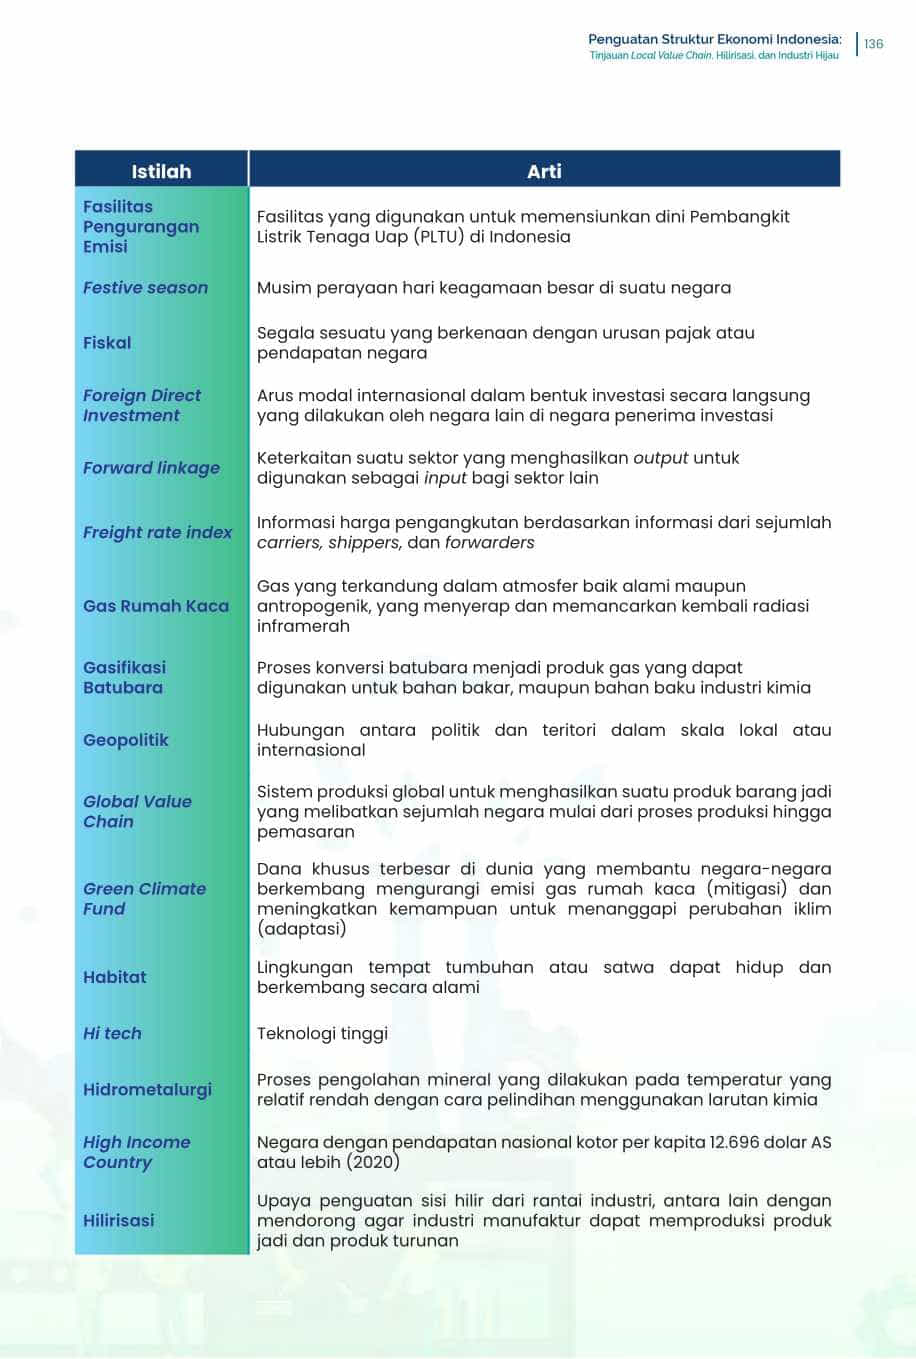 Penguatan Struktur Ekonomi Indonesia:
136
Tinjauan Local Value Chain, Hilirisasi, dan Industri Hijau
Istilah
Arti
Fasilitas
Pengurangan
Emisi
Fasilitas yang digunakan untuk memensiunkan dini Pembangkit
Listrik Tenaga Uap (PLTU) di Indonesia
Festive season
Musim perayaan hari keagamaan besar di suatu negara
Fiskal
Segala sesuatu yang berkenaan dengan urusan pajak atau
pendapatan negara
Foreign Direct
Investment
Arus modal internasional dalam bentuk investasi secara langsung
yang dilakukan oleh negara lain di negara penerima investasi
Forward linkage
Keterkaitan suatu sektor yang menghasilkan output untuk
digunakan sebagai input bagi sektor lain
Freight rate index
Informasi harga pengangkutan berdasarkan informasi dari sejumlah
carriers, shippers, dan forwarders
Gas Rumah Kaca
Gas yang terkandung dalam atmosfer baik alami maupun
antropogenik, yang menyerap dan memancarkan kembali radiasi
inframerah
Gasifikasi
Batubara
Proses konversi batubara menjadi produk gas yang dapat
digunakan untuk bahan bakar, maupun bahan baku industri kimia
Geopolitik
Hubungan antara politik dan teritori dalam skala lokal atau
internasional
Global Value
Chain
Sistem produksi global untuk menghasilkan suatu produk barang jadi
yang melibatkan sejumlah negara mulai dari proses produksi hingga
pemasaran
Green Climate
Fund
Dana khusus terbesar di dunia yang membantu negara-negara
berkembang mengurangi emisi gas rumah kaca (mitigasi) dan
meningkatkan kemampuan untuk menanggapi perubahan iklim
(adaptasi)
Habitat
Lingkungan tempat tumbuhan atau satwa dapat hidup dan
berkembang secara alami
Hi tech
Teknologi tinggi
Hidrometalurgi
Proses pengolahan mineral yang dilakukan pada temperatur yang
relatif rendah dengan cara pelindihan menggunakan larutan kimia
High Income
Country
Negara dengan pendapatan nasional kotor per kapita 12.696 dolar AS
atau lebih (2020)
Hilirisasi
Upaya penguatan sisi hilir dari rantai industri, antara lain dengan
mendorong agar industri manufaktur dapat memproduksi produk
jadi dan produk turunan